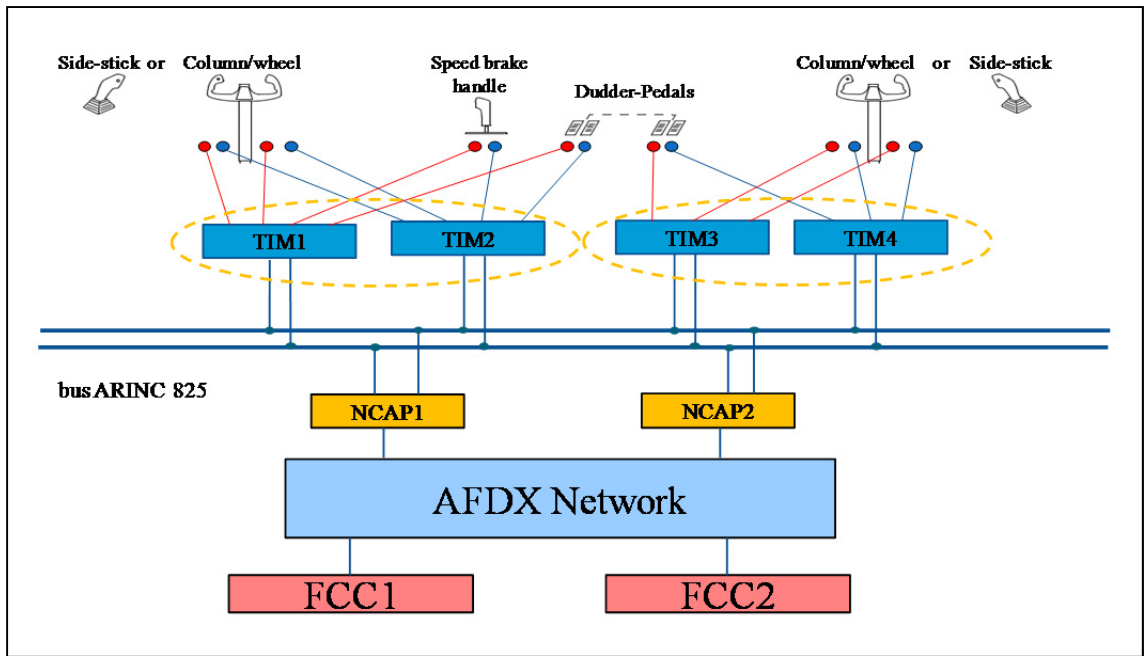 Side-stick or Column/wheel
Speed brake
handle
Dudder-Pedals
Column/wheel or Side-stick
TIM1
TIM2
TIM3
TIM4
bus ARINC 825
NCAP1
NCAP2
AFDX Network
FCC1
FCC2